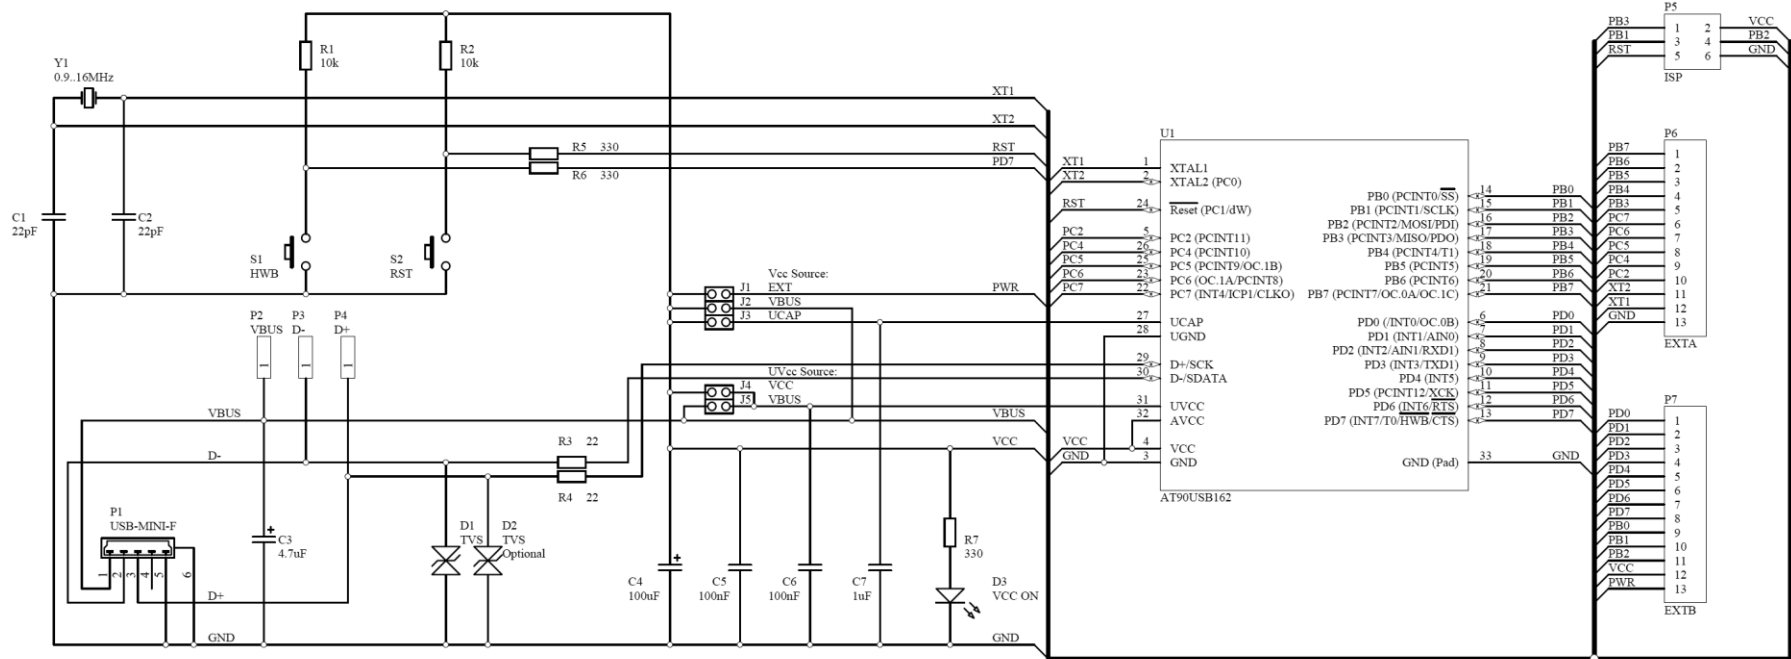 Y1
0.9..16MHz
R1
10k
R2
10k
XT1
XT2
R5 330
RST
R6 330
PD7
C1
22pF
C2
22pF
S1
HWB
S2
RST
Vcc Source:
J1 EXT
PWR
J2 VBUS
J3 UCAP
P2
VBUS
1
P3
D-
1
P4
D+
1
UVcc Source:
J4 VCC
J5 VBUS
VBUS
VBUS
VCC
D-
R3 22
R4 22
P1
USB-MINI-F
1 2 3 4 5 6
D+
GND
C3
4.7uF
+
D1
TVS
D2
TVS
Optional
+
C4
100uF
C5
100nF
C6
100nF
C7
1uF
R7
330
D3
VCC ON
GND
U1
XT1 1 XTAL1
XT2 2 XTAL2 (PC0)
RST 24 Reset (PC1/dW)
PC2 5 PC2 (PCINT11)
PC4 26 PC4 (PCINT10)
PC5 25 PC5 (PCINT9/OC.1B)
PC6 23 PC6 (OC.1A/PCINT8)
PC7 22 PC7 (INT4/ICP1/CLKO)
27 UCAP
28 UGND
29 D+/SCK
30 D-/SDATA
31 UVCC
32 AVCC
VCC 4 VCC
GND 3 GND
PB0 (PCINT0/SS) 14 PB0
PB1 (PCINT1/SCLK) 15 PB1
PB2 (PCINT2/MOSI/PDI) 16 PB2
PB3 (PCINT3/MISO/PDO) 17 PB3
PB4 (PCINT4/T1) 18 PB4
PB5 (PCINT5) 19 PB5
PB6 (PCINT6) 20 PB6
PB7 (PCINT7/OC.0A/OC.1C) 21 PB7
PD0 (/INT0/OC.0B) 6 PD0
PD1 (INT1/AIN0) 7 PD1
PD2 (INT2/AIN1/RXD1) 8 PD2
PD3 (INT3/TXD1) 9 PD3
PD4 (INT5) 10 PD4
PD5 (PCINT12/XCK) 11 PD5
PD6 (INT6/RTS) 12 PD6
PD7 (INT7/T0/HWB/CTS) 13 PD7
GND (Pad) 33 GND
AT90USB162
P5
PB3 1 2 VCC
PB1 3 4 PB2
RST 5 6 GND
ISP
P6
PB7 1
PB6 2
PB5 3
PB4 4
PB3 5
PC7 6
PC6 7
PC5 8
PC4 9
PC2 10
XT2 11
XT1 12
GND 13
EXTA
P7
PD0 1
PD1 2
PD2 3
PD3 4
PD4 5
PD5 6
PD6 7
PD7 8
PB0 9
PB1 10
PB2 11
VCC 12
PWR 13
EXTB